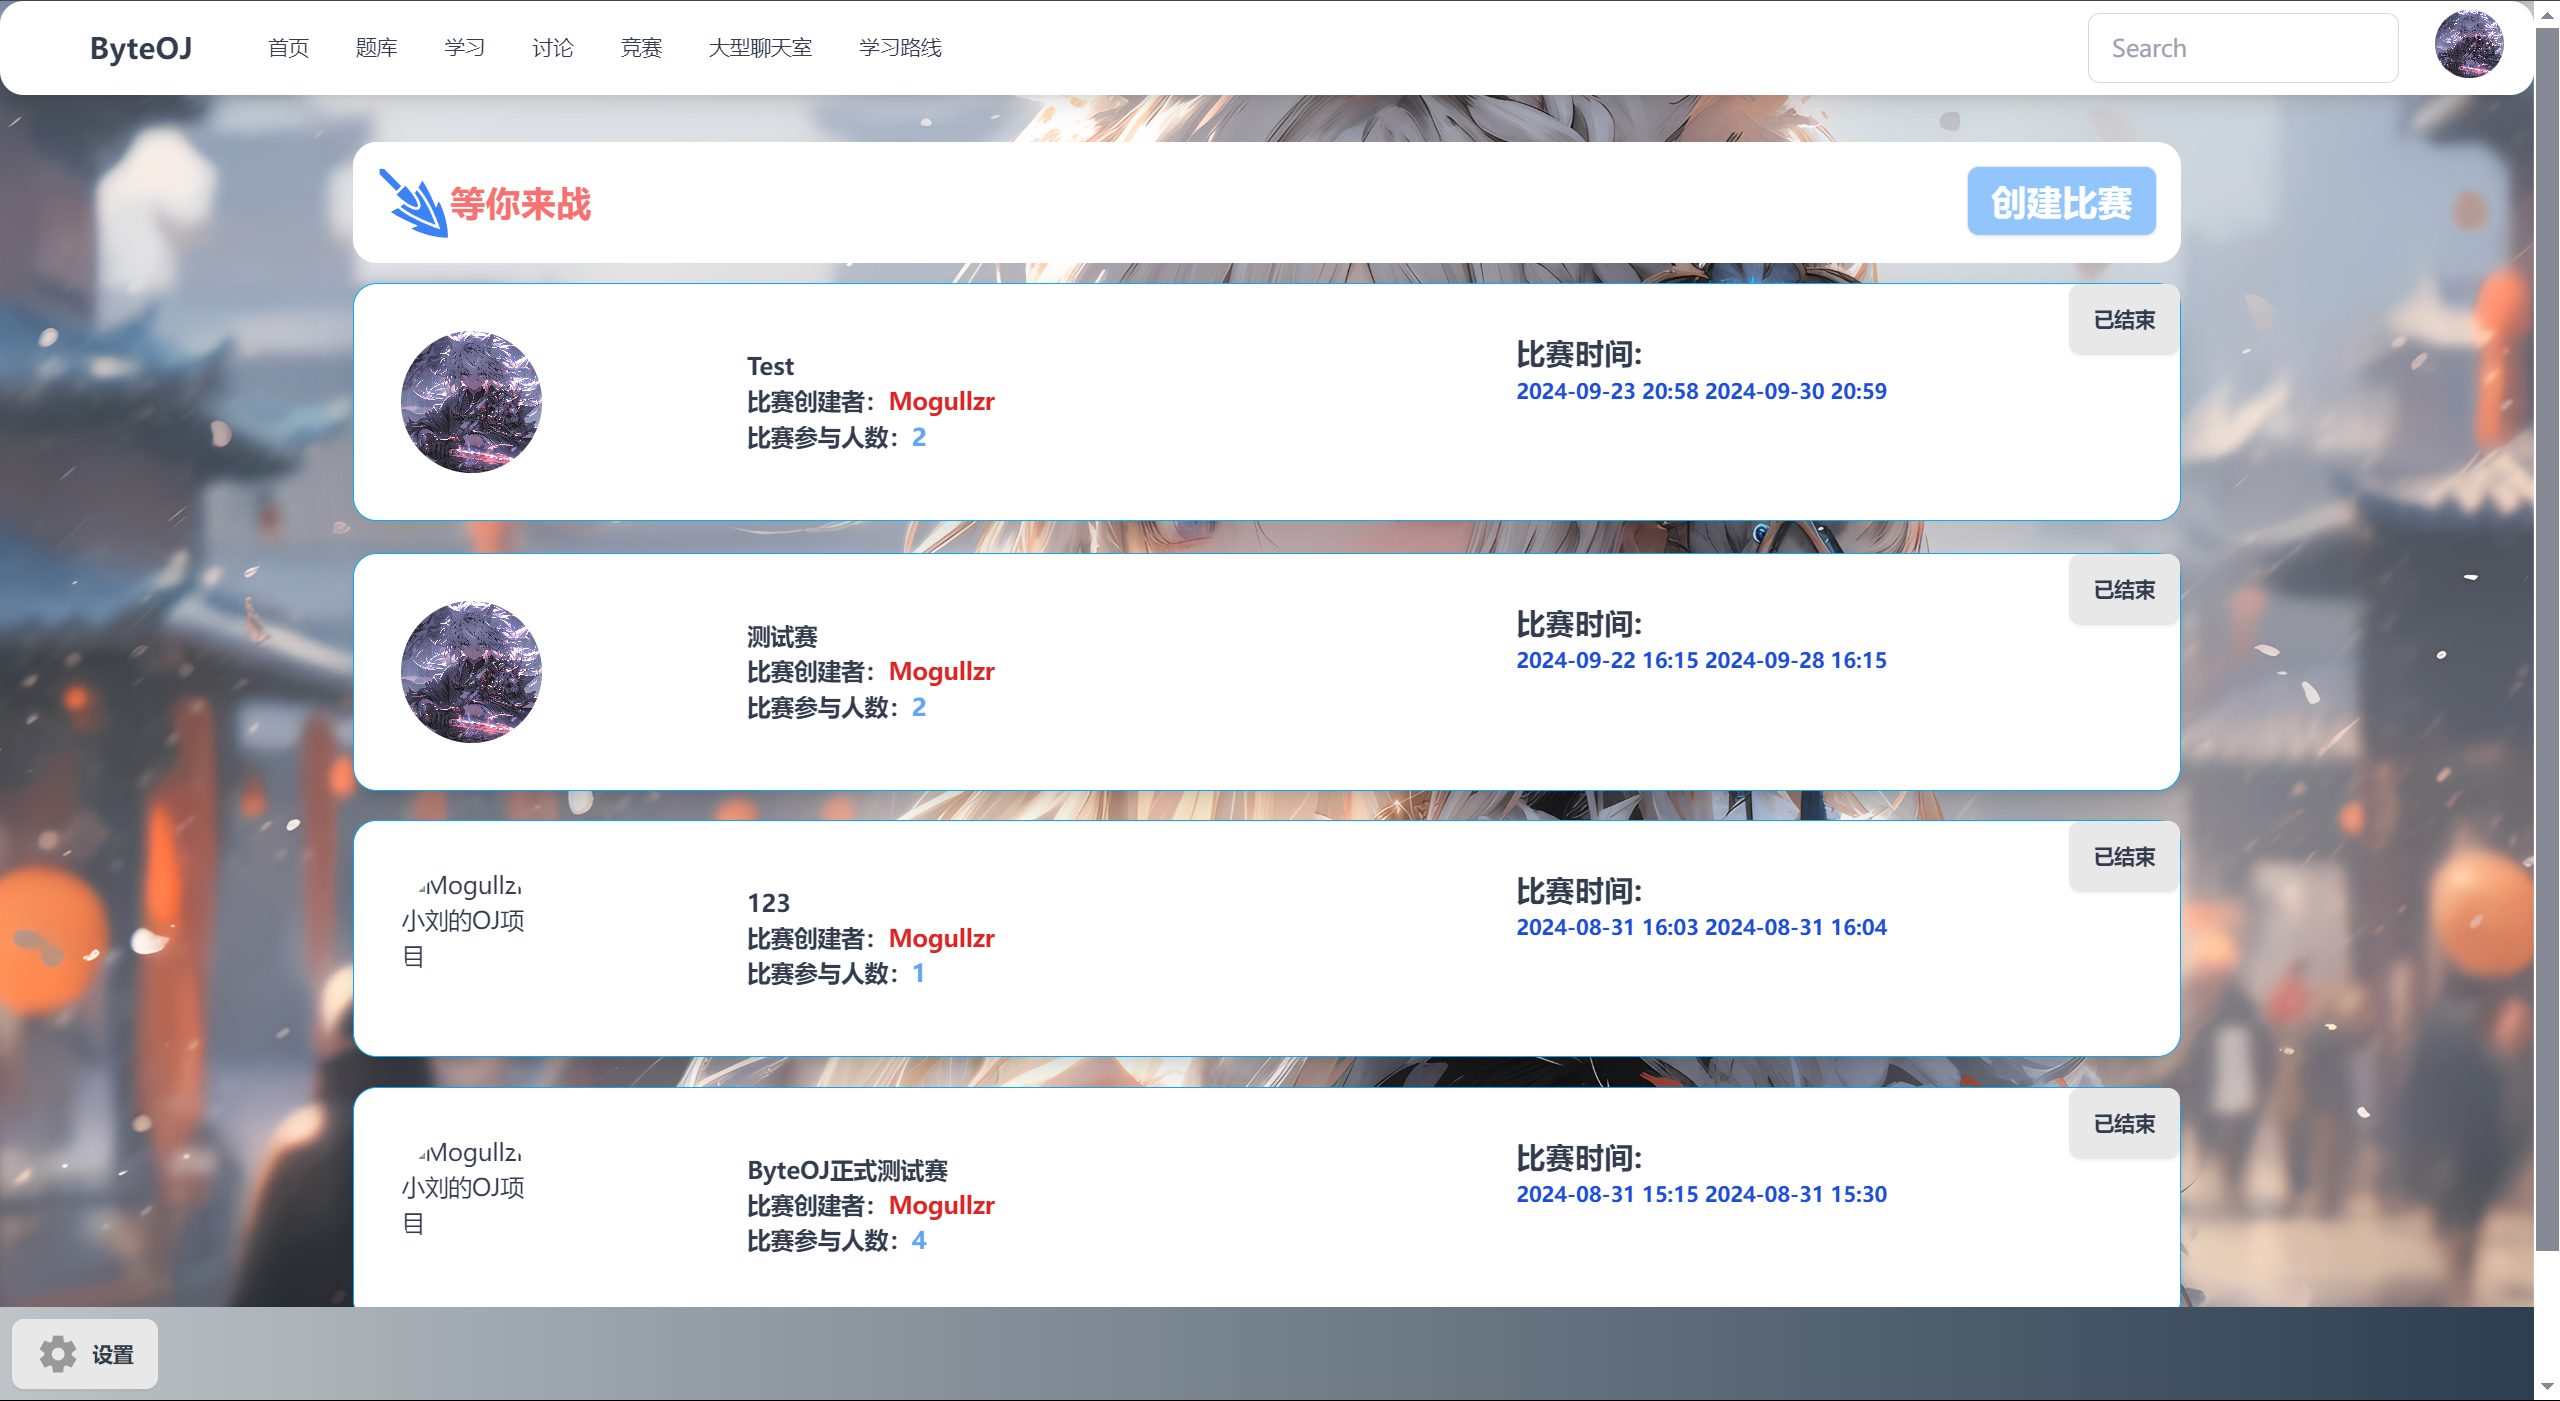 ByteOJ 首页 题库 学习 讨论 竞赛 大型聊天室 学习路线 Search
等你来战 创建比赛
已结束
Test
比赛创建者：Mogullzr
比赛参与人数：2
比赛时间:
2024-09-23 20:58 2024-09-30 20:59
已结束
测试赛
比赛创建者：Mogullzr
比赛参与人数：2
比赛时间:
2024-09-22 16:15 2024-09-28 16:15
已结束
Mogullzr
小刘的OJ项
目
123
比赛创建者：Mogullzr
比赛参与人数：1
比赛时间:
2024-08-31 16:03 2024-08-31 16:04
已结束
Mogullzr
小刘的OJ项
目
ByteOJ正式测试赛
比赛创建者：Mogullzr
比赛参与人数：4
比赛时间:
2024-08-31 15:15 2024-08-31 15:30
设置